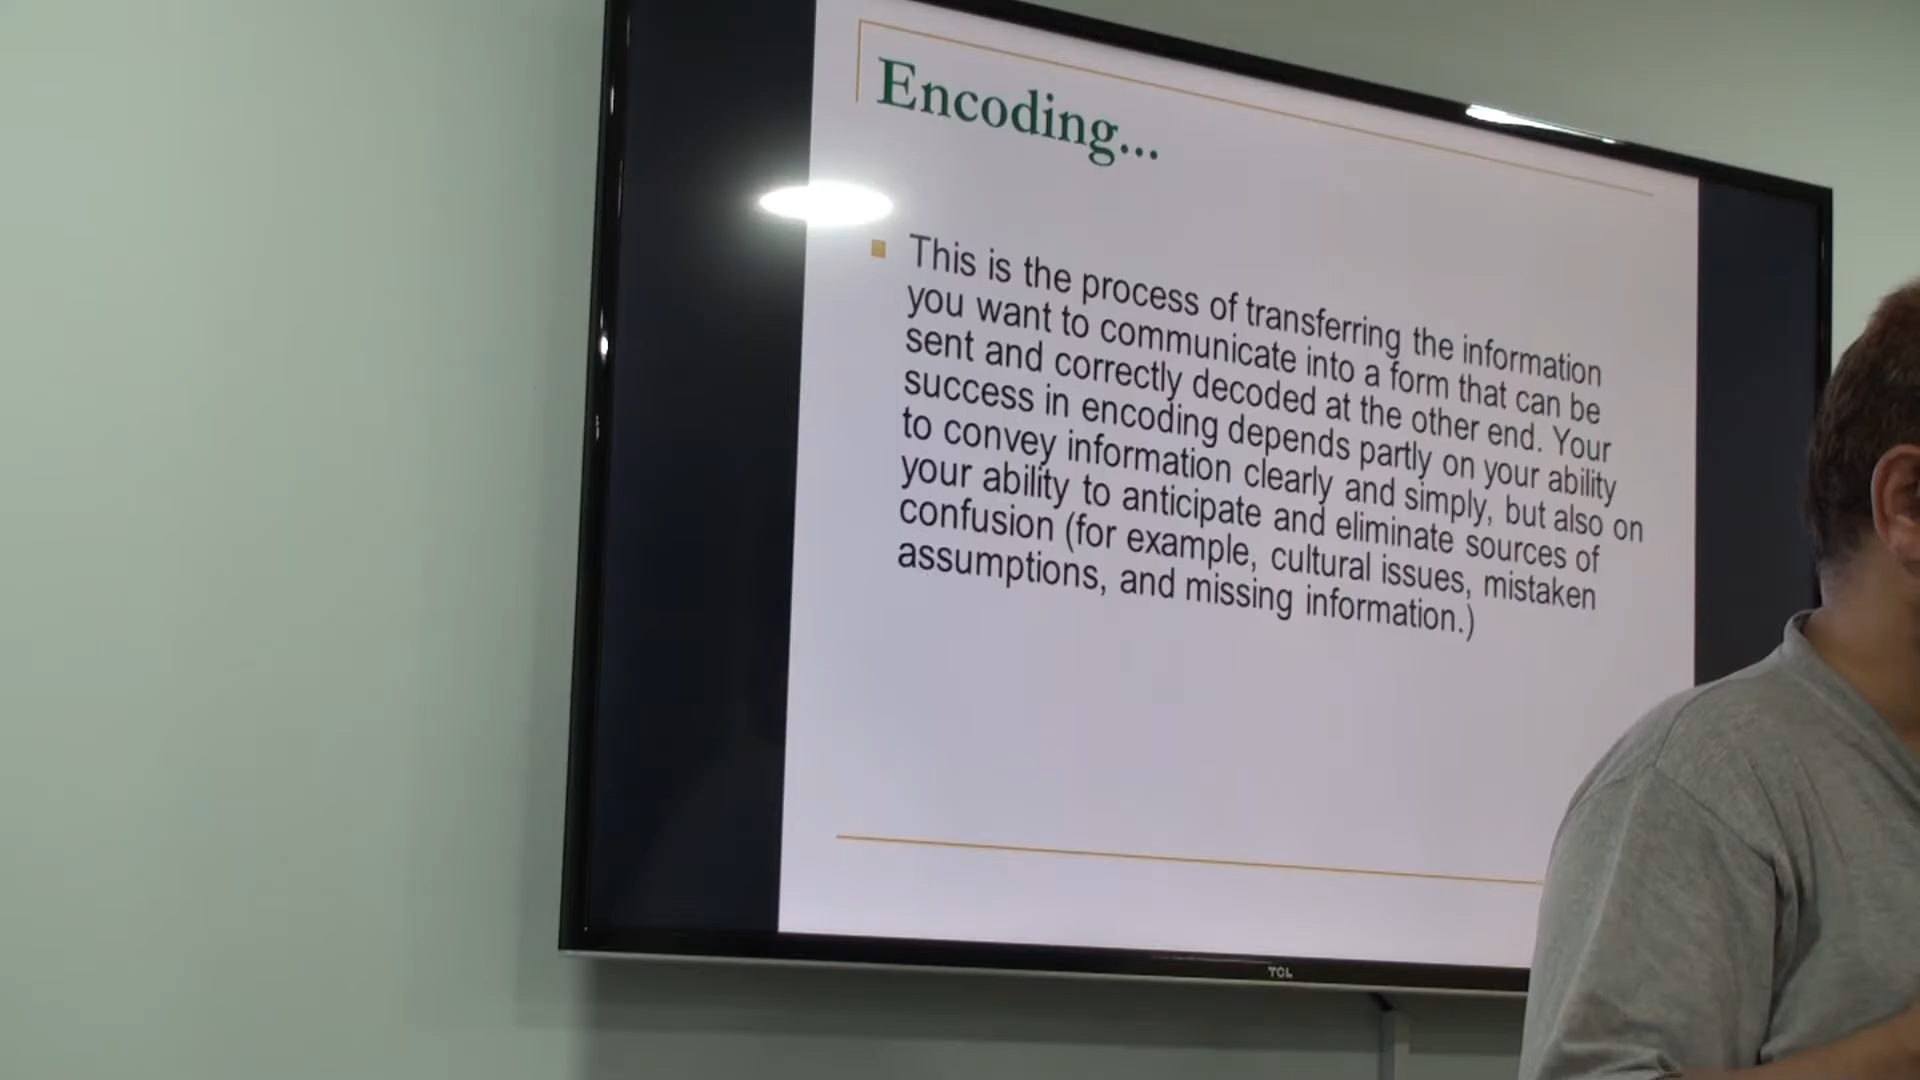 Encoding...
This is the process of transferring the information
you want to communicate into a form that can be
sent and correctly decoded at the other end. Your
success in encoding depends partly on your ability
to convey information clearly and simply, but also on
your ability to anticipate and eliminate sources of
confusion (for example, cultural issues, mistaken
assumptions, and missing information.)
TCL